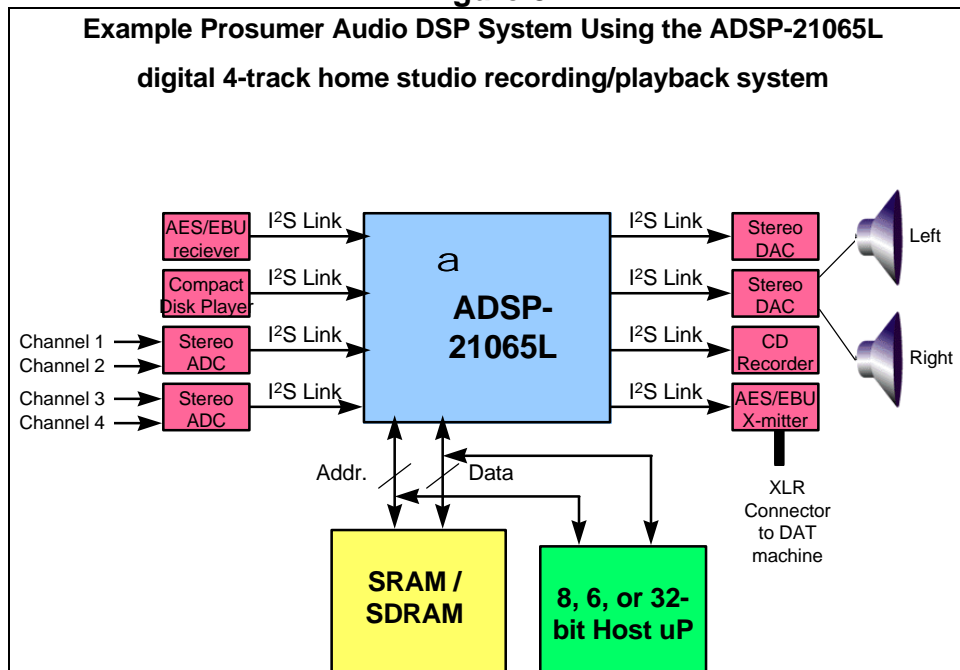 Example Prosumer Audio DSP System Using the ADSP-21065L
digital 4-track home studio recording/playback system
AES/EBU
reciever
I²S Link
Compact
Disk Player
I²S Link
Channel 1
Channel 2
Stereo
ADC
I²S Link
Channel 3
Channel 4
Stereo
ADC
I²S Link
a
ADSP-
21065L
I²S Link
Stereo
DAC
I²S Link
Stereo
DAC
Left
Right
I²S Link
CD
Recorder
I²S Link
AES/EBU
X-mitter
XLR
Connector
to DAT
machine
Addr.
Data
SRAM /
SDRAM
8, 6, or 32-
bit Host uP